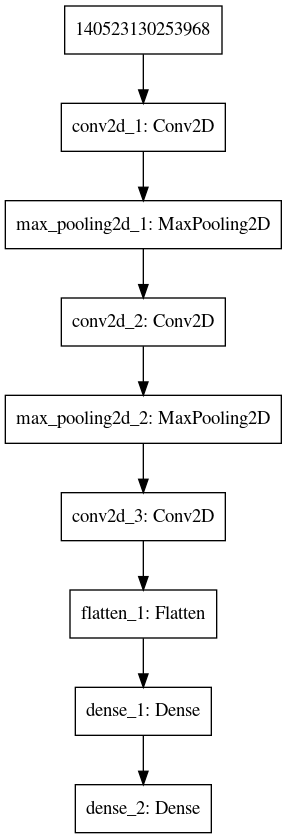 140523130253968
conv2d_1: Conv2D
max_pooling2d_1: MaxPooling2D
conv2d_2: Conv2D
max_pooling2d_2: MaxPooling2D
conv2d_3: Conv2D
flatten_1: Flatten
dense_1: Dense
dense_2: Dense